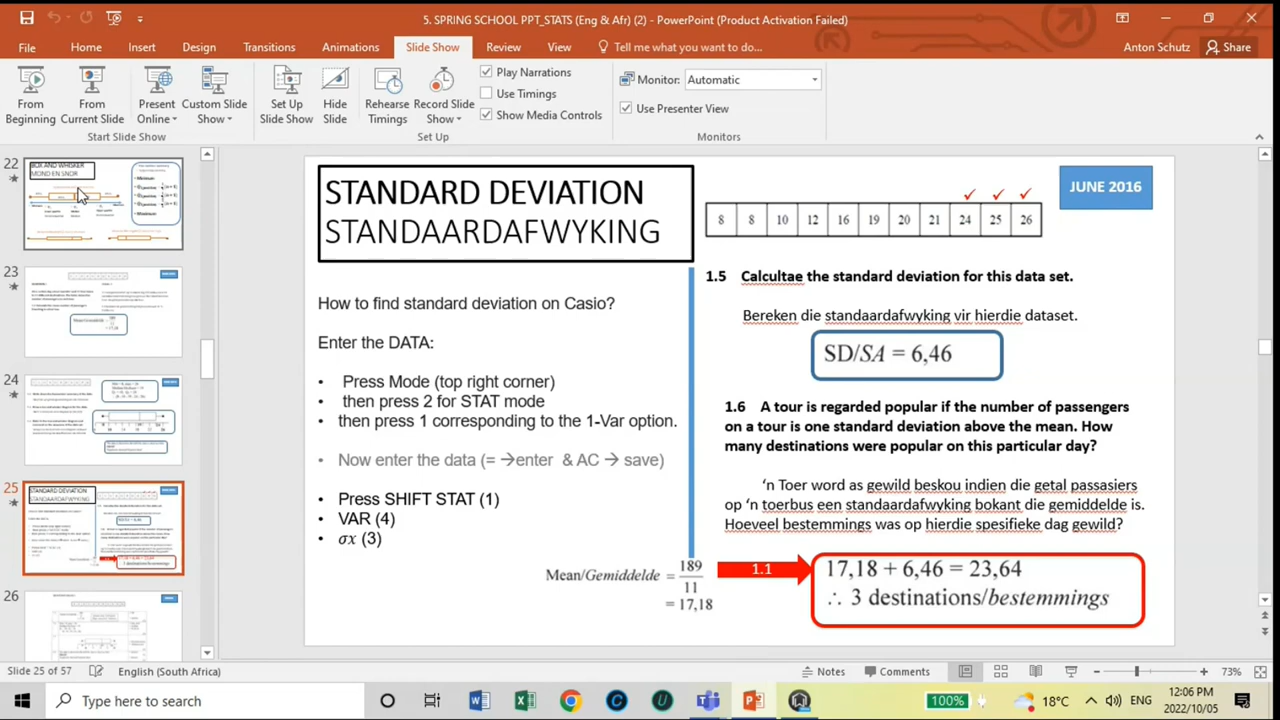 5. SPRING SCHOOL PPT_STATS (Eng & Afr) (2) - PowerPoint (Product Activation Failed)
File Home Insert Design Transitions Animations Slide Show Review View Tell me what you want to do...
Anton Schutz Share
From Beginning
From Current Slide
Present Online
Custom Slide Show
Start Slide Show
Set Up Slide Show
Hide Slide
Rehearse Timings
Record Slide Show
Play Narrations
Use Timings
Show Media Controls
Set Up
Monitor: Automatic
Use Presenter View
Monitors
22
BOX AND WHISKER
MOND EN SNOR
23
24
25
STANDARD DEVIATION
STANDAARDAFWYKING
26
STANDARD DEVIATION
STANDAARDAFWYKING
How to find standard deviation on Casio?
Enter the DATA:
• Press Mode (top right corner)
• then press 2 for STAT mode
• then press 1 corresponding to the 1-Var option.
• Now enter the data (= →enter & AC → save)
• Press SHIFT STAT (1)
• VAR (4)
• σx (3)
Mean/Gemiddelde = 189/11
= 17,18
1.1
JUNE 2016
8 8 10 12 16 19 20 21 24 25 26
1.5 Calcultae the standard deviation for this data set.
Bereken die standaardafwyking vir hierdie dataset.
SD/SA = 6,46
1.6 A tour is regarded popular if the number of passengers
on a tour is one standard deviation above the mean. How
many destinations were popular on this particular day?
'n Toer word as gewild beskou indien die getal passasiers
op 'n toerbus een standaardafwyking bokant die gemiddelde is.
Hoeveel bestemmings was op hierdie spesifieke dag gewild?
17,18 + 6,46 = 23,64
∴ 3 destinations/bestemmings
Slide 25 of 57 English (South Africa) Notes Comments 73%
Type here to search
100% 18°C ENG
12:06 PM
2022/10/05